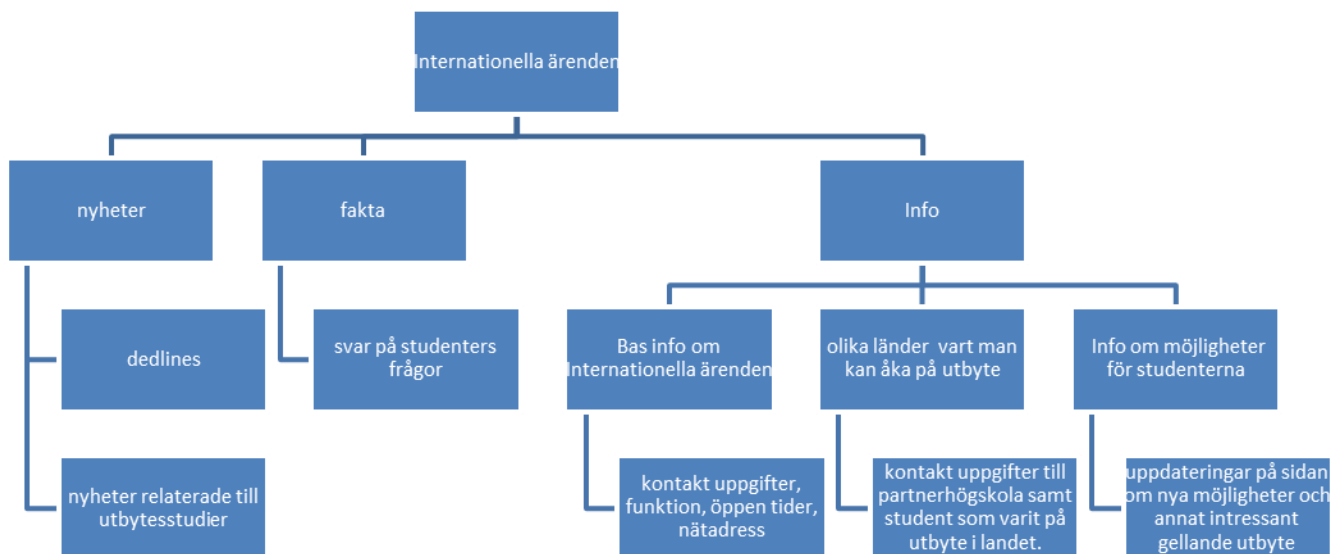 Internationella ärenden
nyheter
fakta
Info
dedlines
svar på studenters
frågor
Bas info om
Internationella ärenden
olika länder vart man
kan åka på utbyte
Info om möjligheter
för studenterna
nyheter relaterade till
utbytesstudier
kontakt uppgifter,
funktion, öppen tider,
nätadress
kontakt uppgifter till
partnerhögskola samt
student som varit på
utbyte i landet.
uppdateringar på sidan
om nya möjligheter och
annat intressant
gellande utbyte